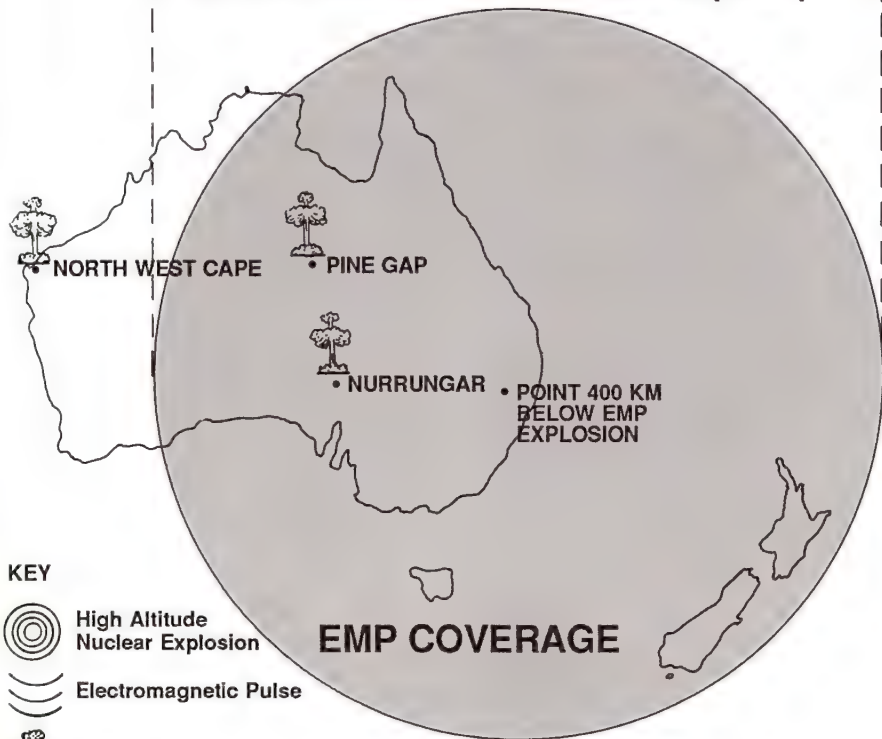 NORTH WEST CAPE
PINE GAP
NURRUNGAR
POINT 400 KM
BELOW EMP
EXPLOSION
KEY
High Altitude
Nuclear Explosion
EMP COVERAGE
Electromagnetic Pulse